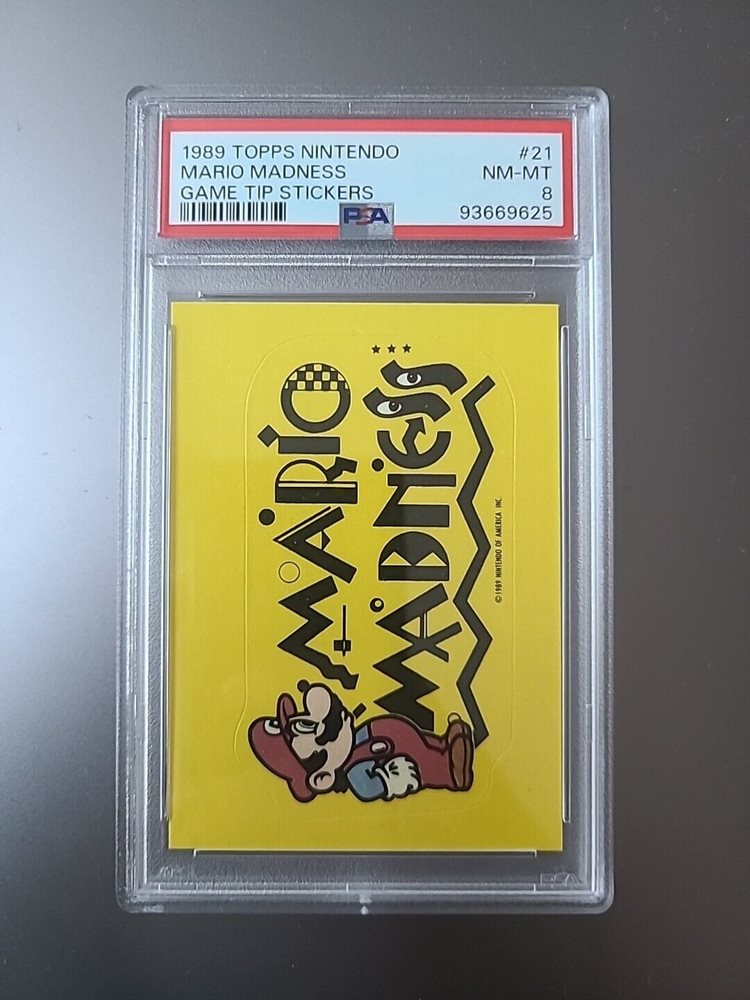 1989 TOPPS NINTENDO #21
MARIO MADNESS NM-MT
GAME TIP STICKERS 8
PSA 93669625
MARIO
MADNESS
© 1989 NINTENDO OF AMERICA INC.
PSA